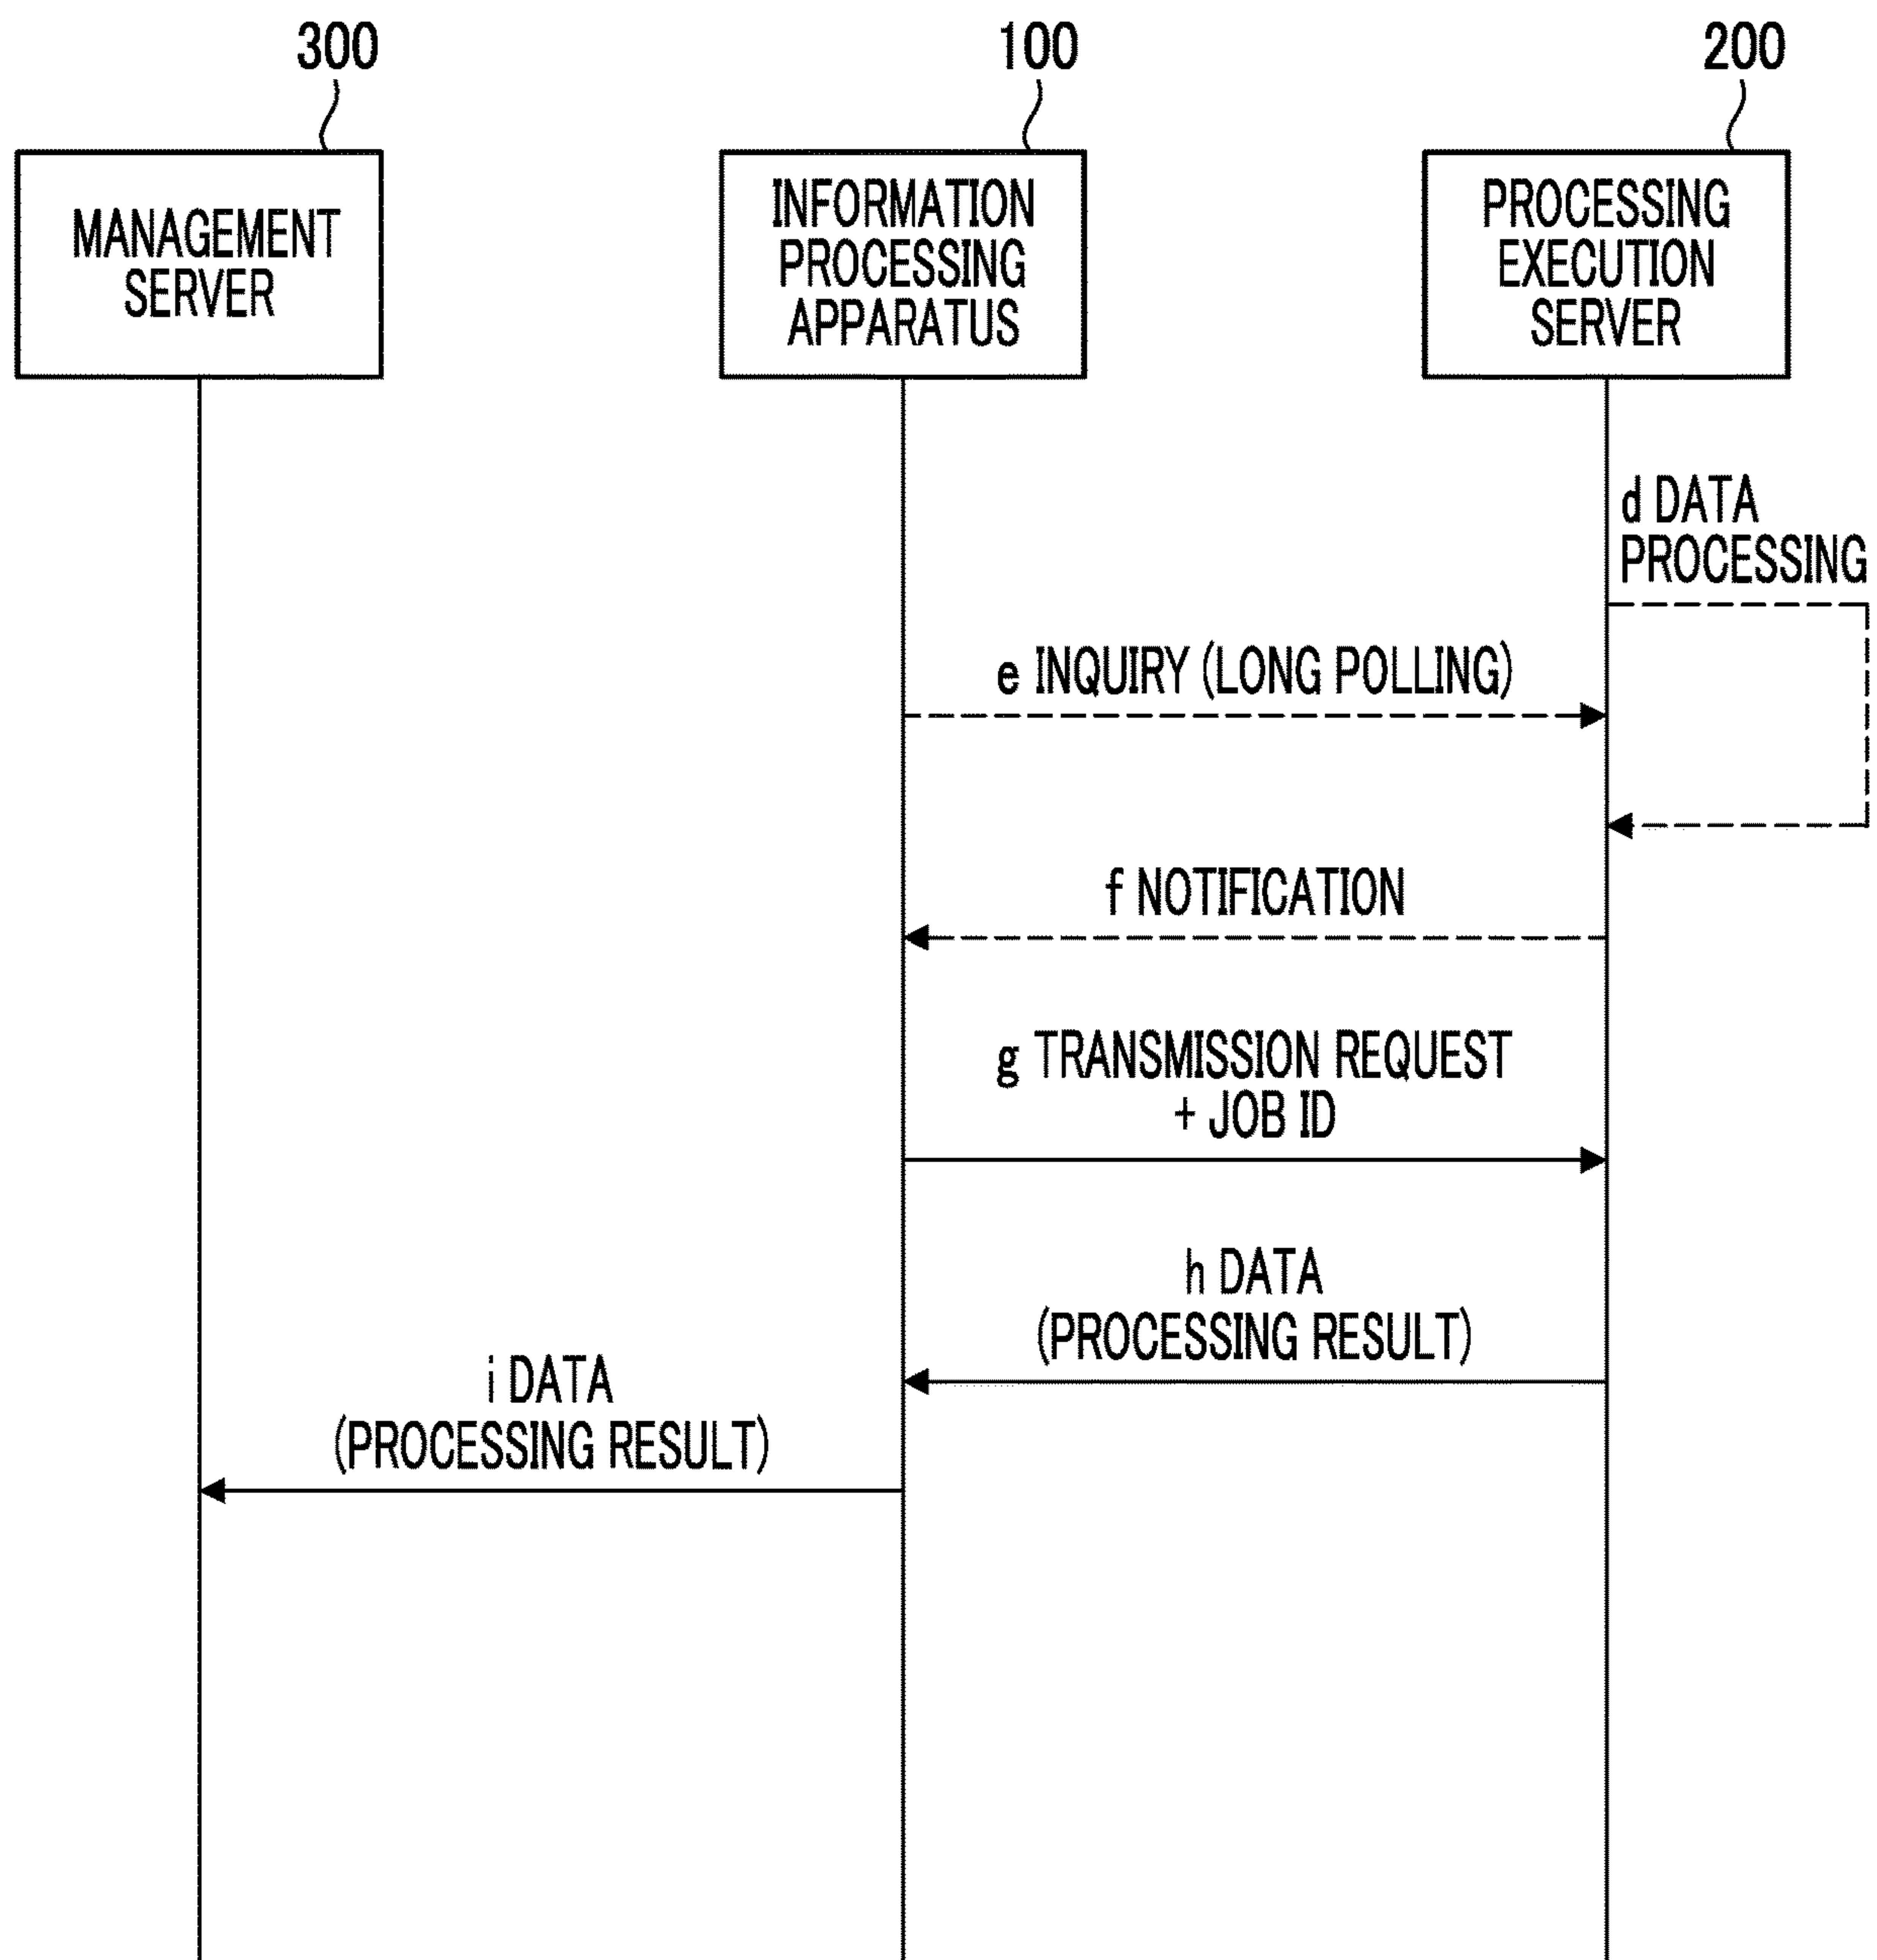 300
100
200
MANAGEMENT
SERVER
INFORMATION
PROCESSING
APPARATUS
PROCESSING
EXECUTION
SERVER
d DATA
PROCESSING
e INQUIRY (LONG POLLING)
f NOTIFICATION
g TRANSMISSION REQUEST
+ JOB ID
h DATA
(PROCESSING RESULT)
i DATA
(PROCESSING RESULT)